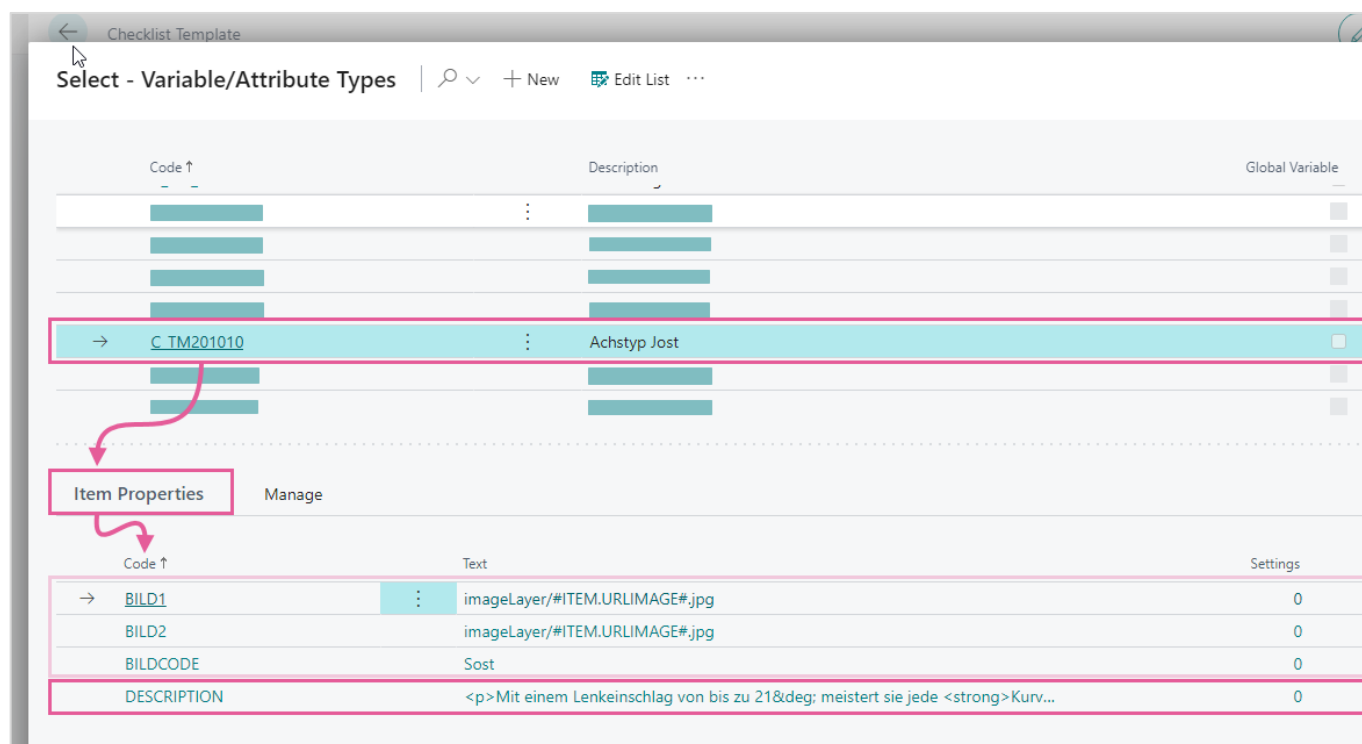 Checklist Template
Select - Variable/Attribute Types New Edit List ...
Code ↑ Description Global Variable
→ C_TM201010 Achstyp Jost
Item Properties Manage
Code ↑ Text Settings
→ BILD1 imageLayer/#ITEM.URLIMAGE#.jpg 0
BILD2 imageLayer/#ITEM.URLIMAGE#.jpg 0
BILDCODE Sost 0
DESCRIPTION <p>Mit einem Lenkeinschlag von bis zu 21&deg; meistert sie jede <strong>Kurv... 0